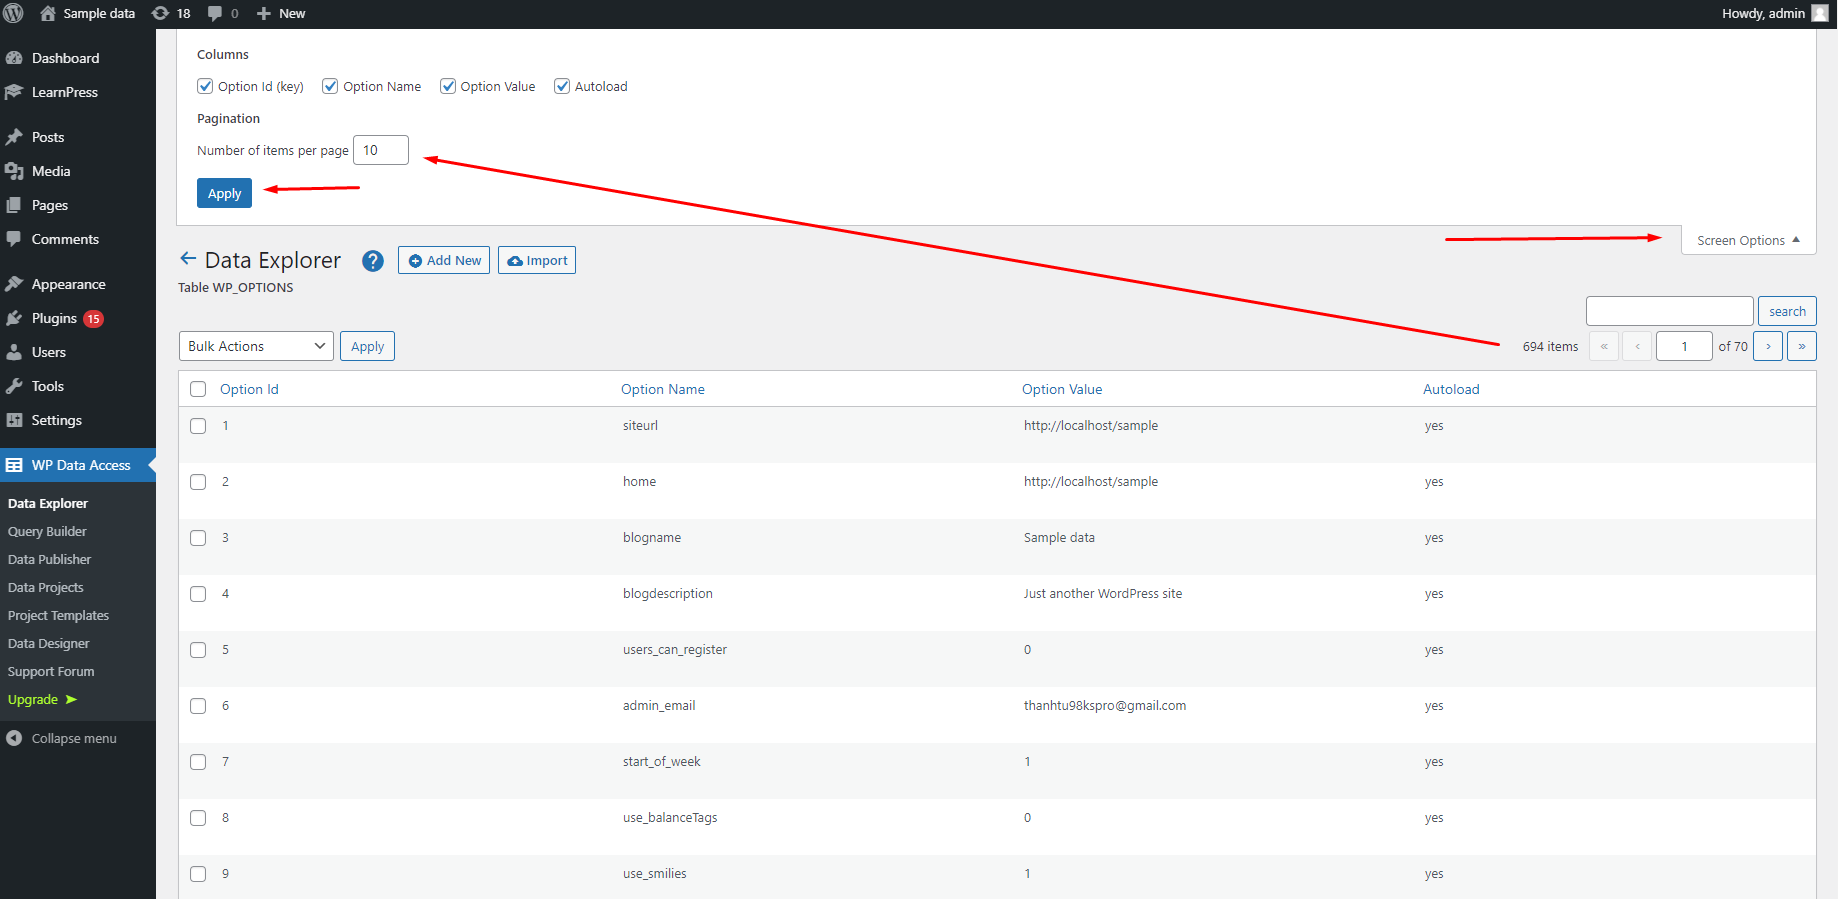 Sample data 18 0 New Howdy, admin
Dashboard
LearnPress
Posts
Media
Pages
Comments
Appearance
Plugins 15
Users
Tools
Settings
WP Data Access
Data Explorer
Query Builder
Data Publisher
Data Projects
Project Templates
Data Designer
Support Forum
Upgrade ➤
Collapse menu
Columns
Option Id (key) Option Name Option Value Autoload
Pagination
Number of items per page 10
Apply
Screen Options ▲
← Data Explorer ? Add New Import
Table WP_OPTIONS
search
Bulk Actions Apply 694 items « ‹ 1 of 70 › »
Option Id Option Name Option Value Autoload
1 siteurl http://localhost/sample yes
2 home http://localhost/sample yes
3 blogname Sample data yes
4 blogdescription Just another WordPress site yes
5 users_can_register 0 yes
6 admin_email thanhtu98kspro@gmail.com yes
7 start_of_week 1 yes
8 use_balanceTags 0 yes
9 use_smilies 1 yes